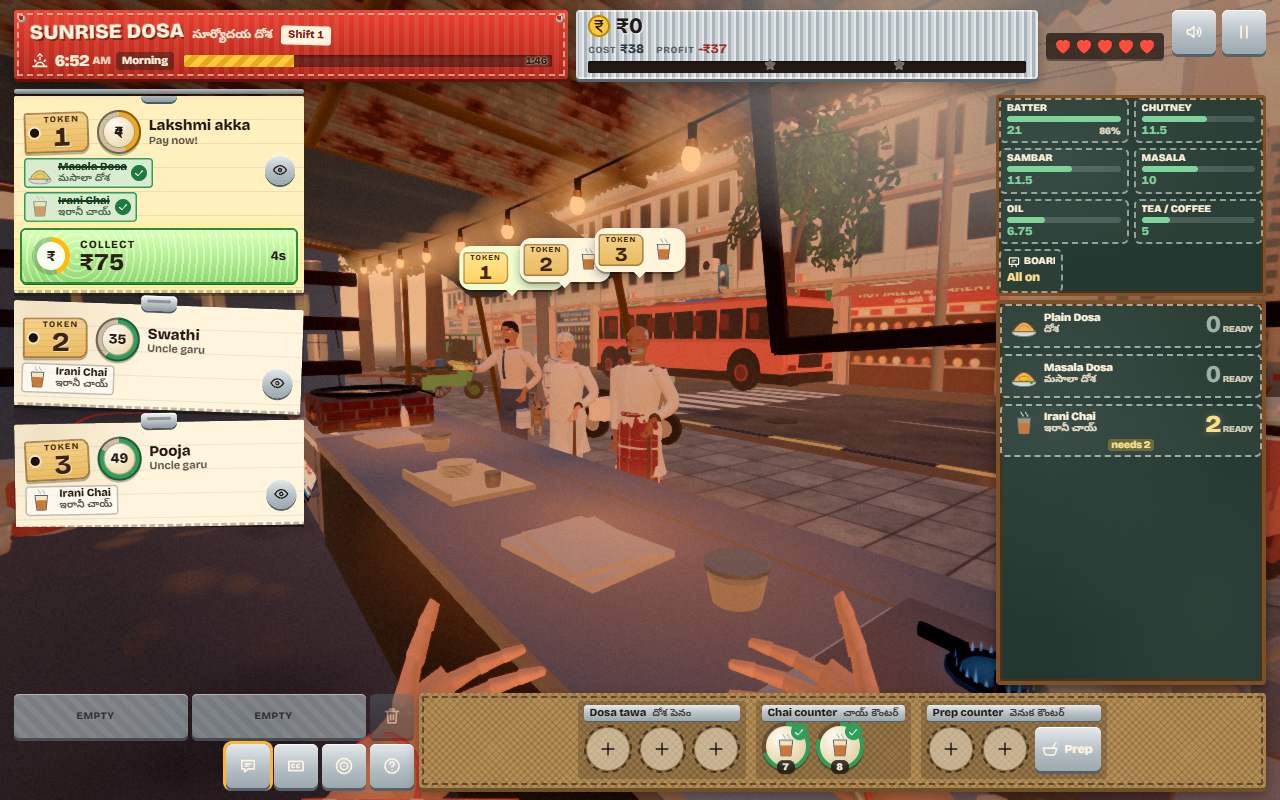 SUNRISE DOSA సూర్యోదయ దోశ Shift 1
6:52 AM Morning 1:46
₹0
COST ₹38 PROFIT -₹37
TOKEN 1
Lakshmi akka
Pay now!
Masala Dosa
మసాలా దోశ
Irani Chai
ఇరానీ చాయ్
COLLECT
₹75
4s
TOKEN 2
35
Swathi
Uncle garu
Irani Chai
ఇరానీ చాయ్
TOKEN 3
49
Pooja
Uncle garu
Irani Chai
ఇరానీ చాయ్
TOKEN 1
TOKEN 2
TOKEN 3
BATTER
21 86%
CHUTNEY
11.5
SAMBAR
11.5
MASALA
10
OIL
6.75
TEA / COFFEE
5
BOARD
All on
Plain Dosa
దోశ
0 READY
Masala Dosa
మసాలా దోశ
0 READY
Irani Chai
ఇరానీ చాయ్
2 READY
needs 2
EMPTY
EMPTY
Dosa tawa దోశ పెనం
Chai counter చాయ్ కౌంటర్
7
8
Prep counter వెనుక కౌంటర్
Prep